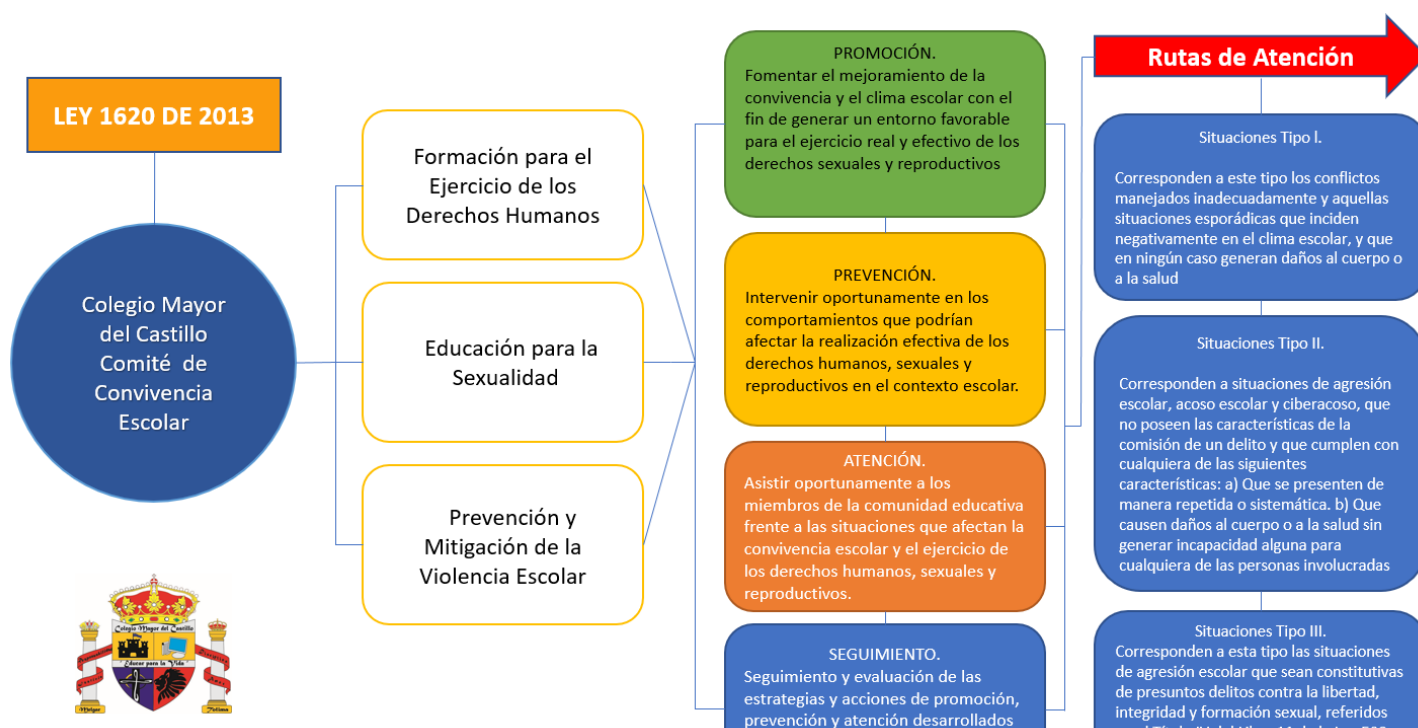 LEY 1620 DE 2013
Colegio Mayor
del Castillo
Comité de
Convivencia
Escolar
Formación para el
Ejercicio de los
Derechos Humanos
Educación para la
Sexualidad
Prevención y
Mitigación de la
Violencia Escolar
PROMOCIÓN.
Fomentar el mejoramiento de la
convivencia y el clima escolar con el
fin de generar un entorno favorable
para el ejercicio real y efectivo de los
derechos sexuales y reproductivos
PREVENCIÓN.
Intervenir oportunamente en los
comportamientos que podrían
afectar la realización efectiva de los
derechos humanos, sexuales y
reproductivos en el contexto escolar.
ATENCIÓN.
Asistir oportunamente a los
miembros de la comunidad educativa
frente a las situaciones que afectan la
convivencia escolar y el ejercicio de
los derechos humanos, sexuales y
reproductivos.
SEGUIMIENTO.
Seguimiento y evaluación de las
estrategias y acciones de promoción,
prevención y atención desarrollados
Rutas de Atención
Situaciones Tipo l.
Corresponden a este tipo los conflictos
manejados inadecuadamente y aquellas
situaciones esporádicas que inciden
negativamente en el clima escolar, y que
en ningún caso generan daños al cuerpo o
a la salud
Situaciones Tipo II.
Corresponden a situaciones de agresión
escolar, acoso escolar y ciberacoso, que
no poseen las características de la
comisión de un delito y que cumplen con
cualquiera de las siguientes
características: a) Que se presenten de
manera repetida o sistemática. b) Que
causen daños al cuerpo o a la salud sin
generar incapacidad alguna para
cualquiera de las personas involucradas
Situaciones Tipo III.
Corresponden a esta tipo las situaciones
de agresión escolar que sean constitutivas
de presuntos delitos contra la libertad,
integridad y formación sexual, referidos
Colegio Mayor del Castillo
Educar para la Vida
Melgar
Tolima